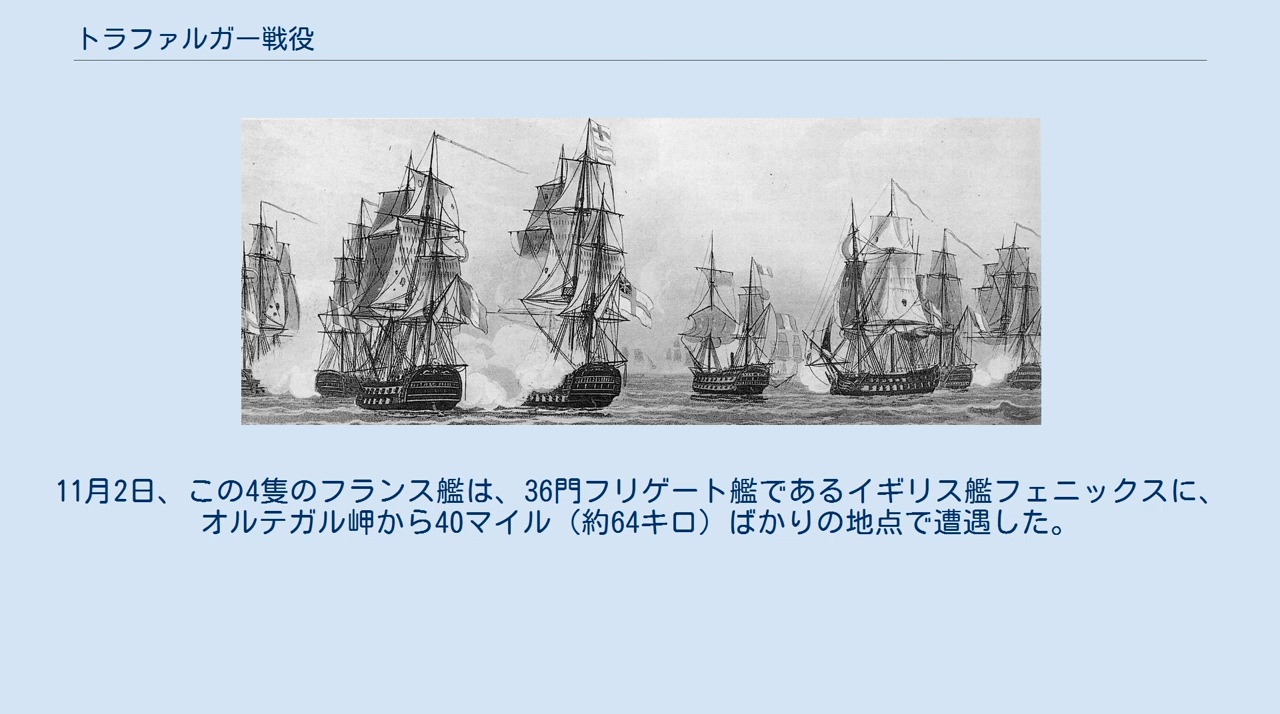 トラファルガー戦役
11月2日、この4隻のフランス艦は、36門フリゲート艦であるイギリス艦フェニックスに、
オルテガル岬から40マイル（約64キロ）ばかりの地点で遭遇した。